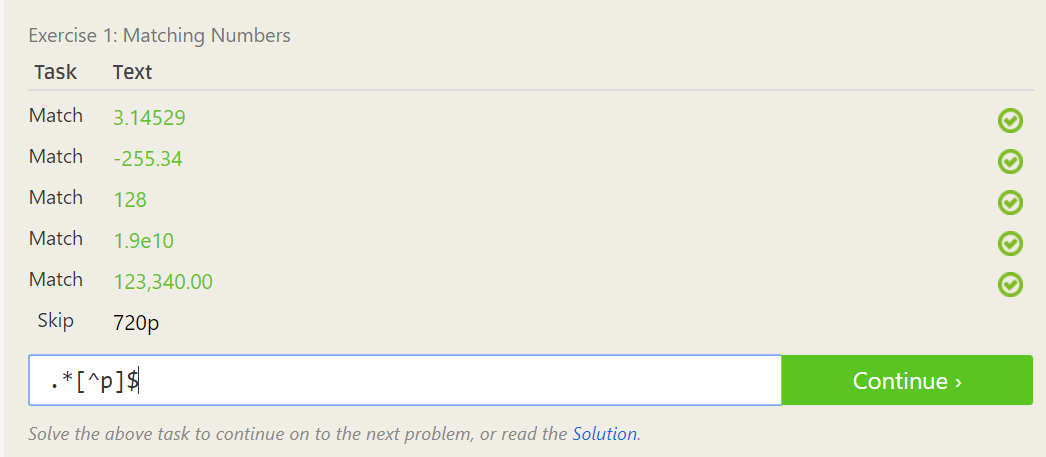 Exercise 1: Matching Numbers
Task Text
Match 3.14529
Match -255.34
Match 128
Match 1.9e10
Match 123,340.00
Skip 720p
.*[^p]$ Continue ›
Solve the above task to continue on to the next problem, or read the Solution.